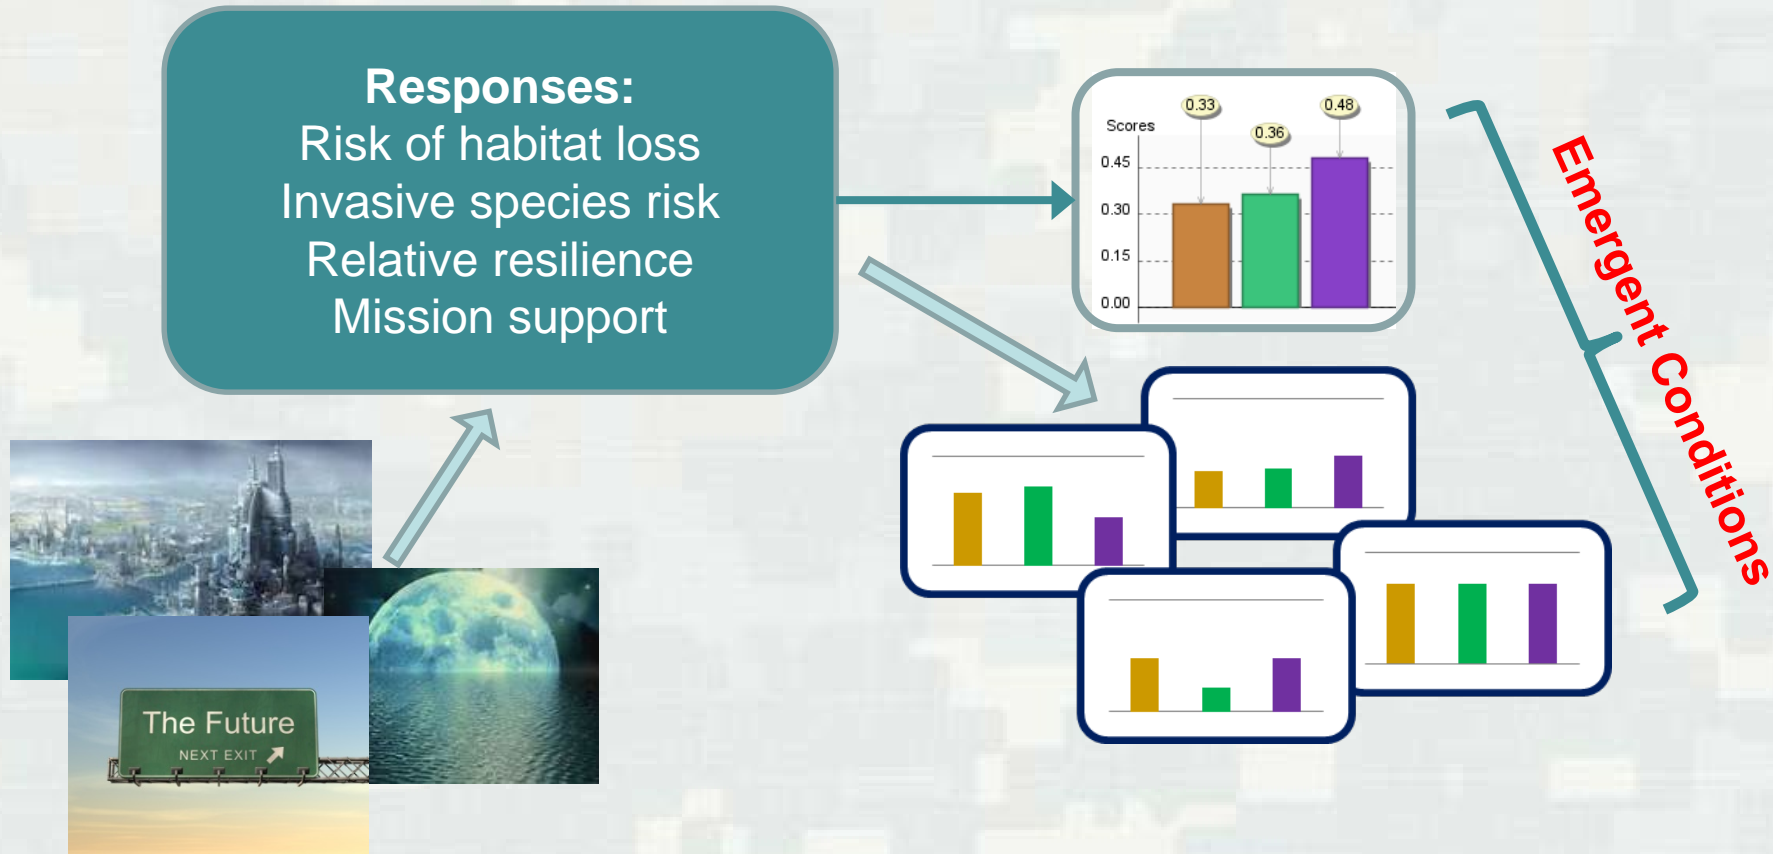 Responses:
Risk of habitat loss
Invasive species risk
Relative resilience
Mission support
Scores
0.33
0.36
0.48
0.45
0.30
0.15
0.00
Emergent Conditions
The Future
NEXT EXIT